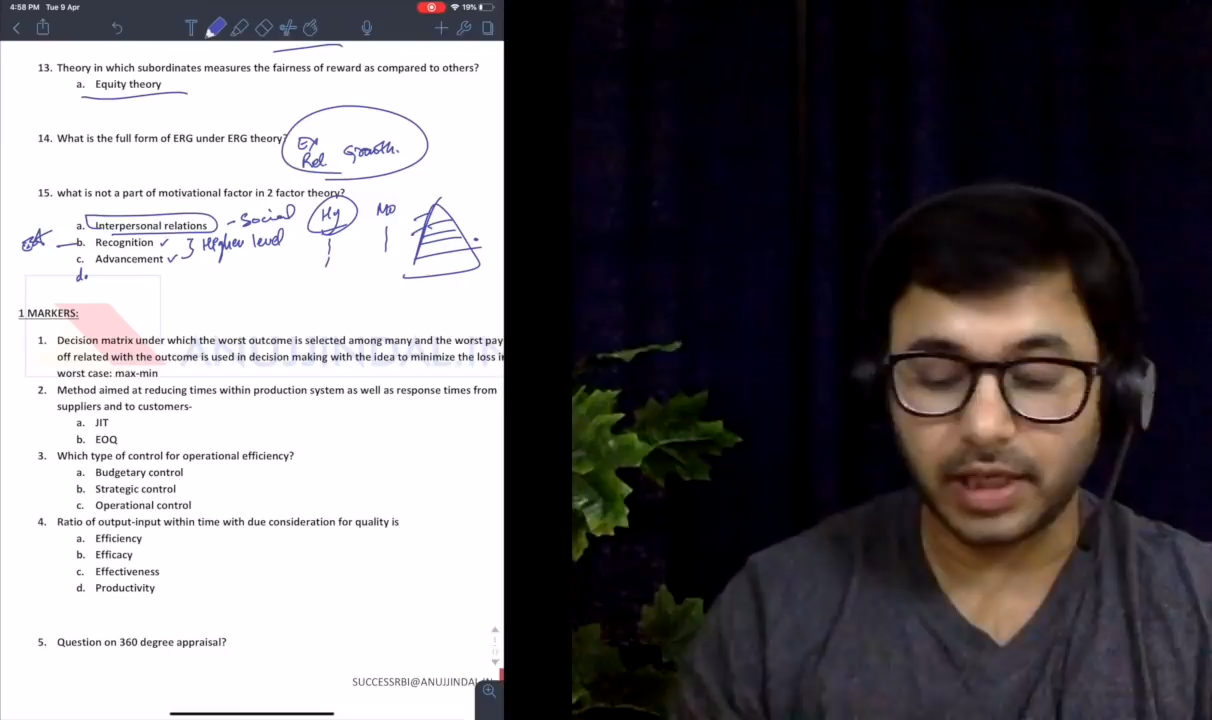 4:58 PM Tue 9 Apr
19%
13. Theory in which subordinates measures the fairness of reward as compared to others?
a. Equity theory
14. What is the full form of ERG under ERG theory?
Ex
Rel Growth.
15. what is not a part of motivational factor in 2 factor theory?
a. Interpersonal relations - Social Hy Mo
b. Recognition ✓ } Higher level
c. Advancement ✓
d.
1 MARKERS:
1. Decision matrix under which the worst outcome is selected among many and the worst pay
off related with the outcome is used in decision making with the idea to minimize the loss i
worst case: max-min
2. Method aimed at reducing times within production system as well as response times from
suppliers and to customers-
a. JIT
b. EOQ
3. Which type of control for operational efficiency?
a. Budgetary control
b. Strategic control
c. Operational control
4. Ratio of output-input within time with due consideration for quality is
a. Efficiency
b. Efficacy
c. Effectiveness
d. Productivity
5. Question on 360 degree appraisal?
SUCCESSRBI@ANUJJINDAL.IN